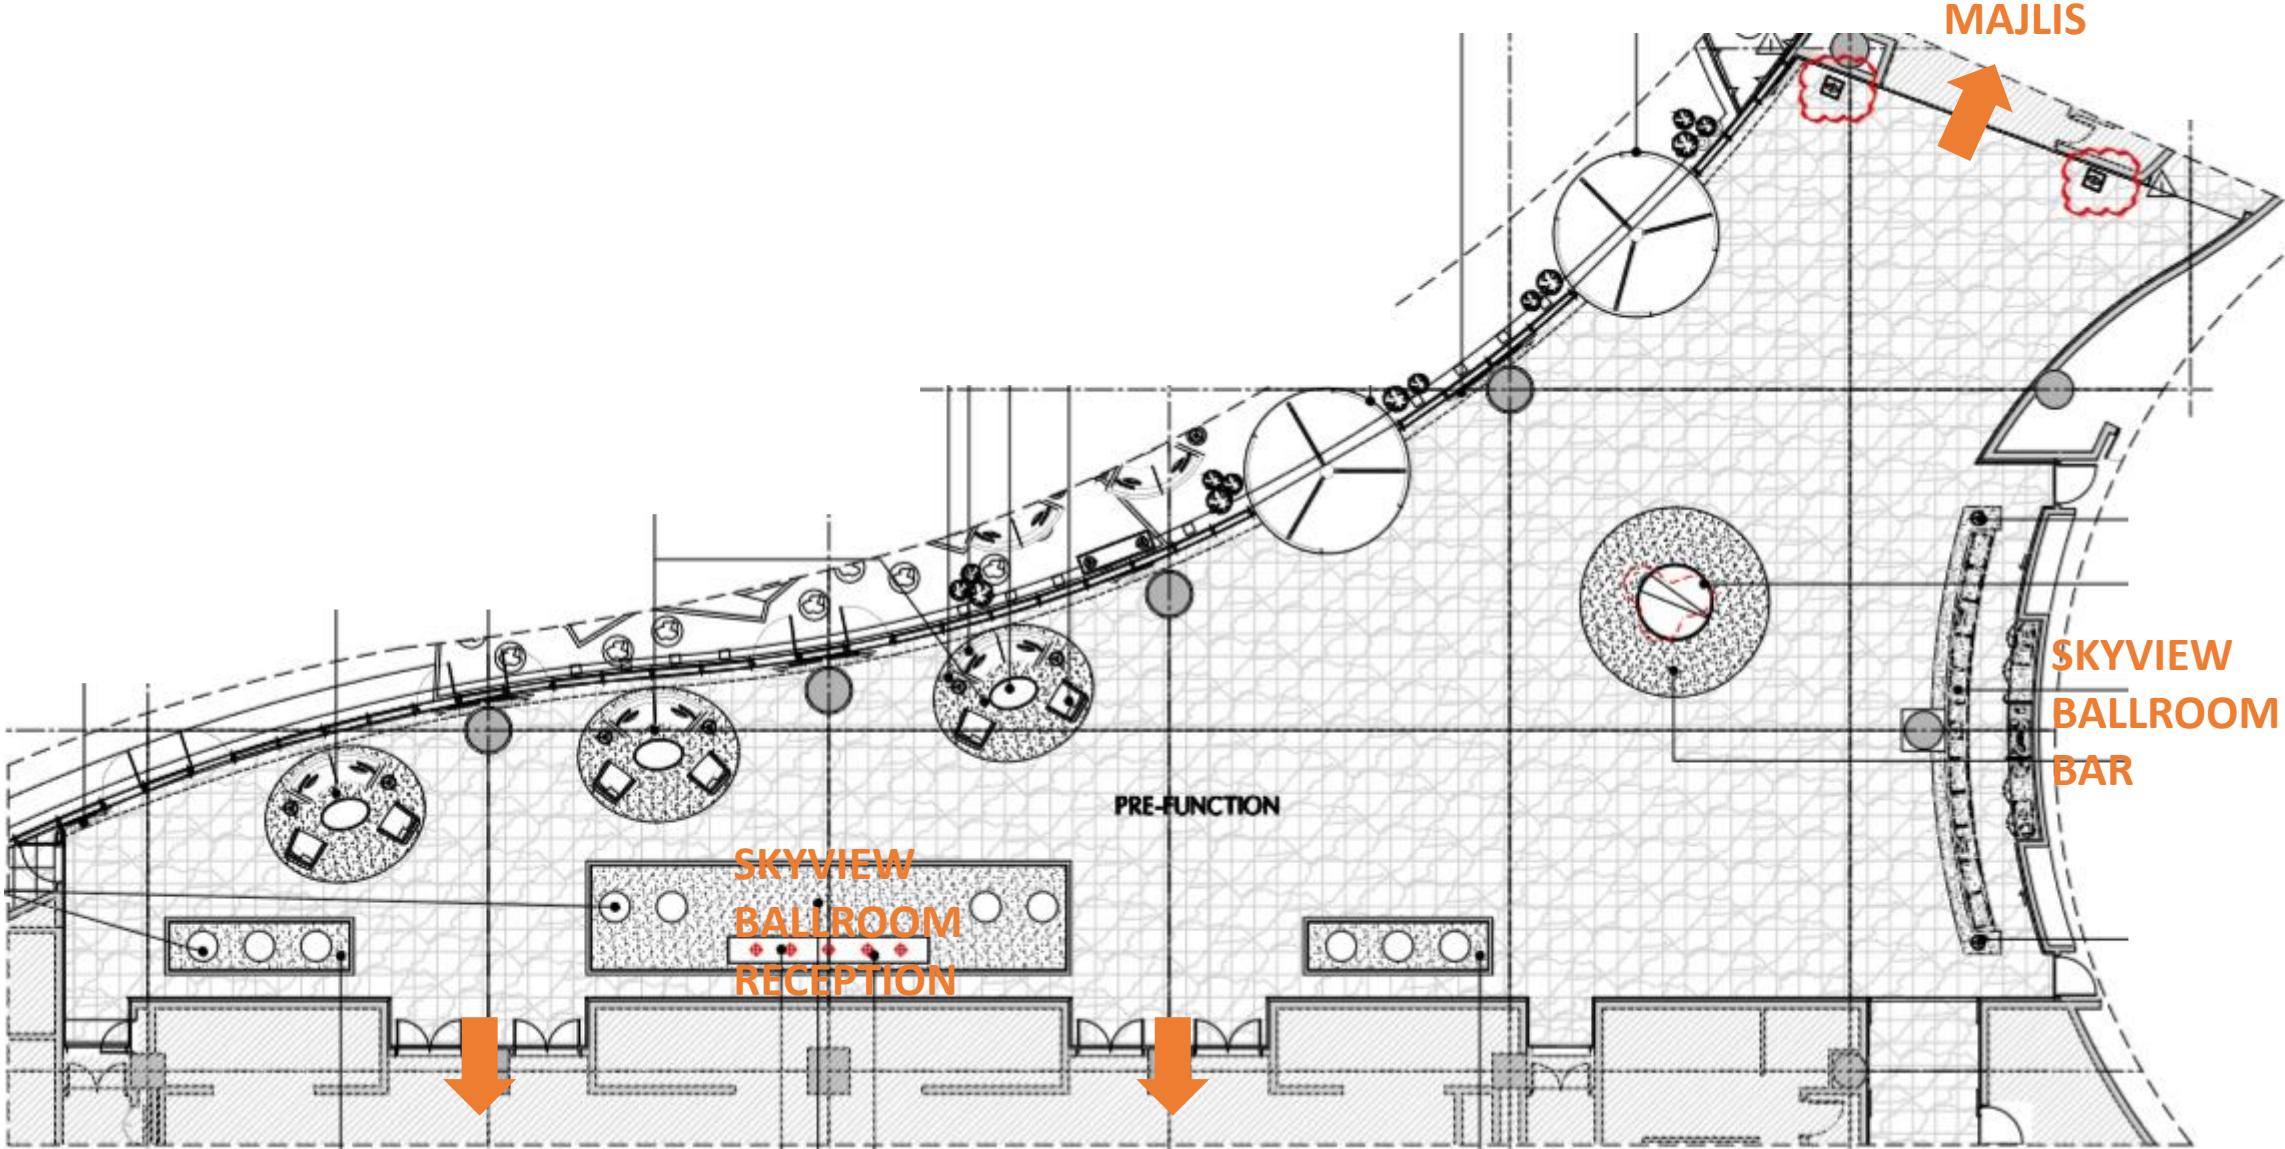 MAJLIS
SKYVIEW
BALLROOM
BAR
PRE-FUNCTION
SKYVIEW
BALLROOM
RECEPTION